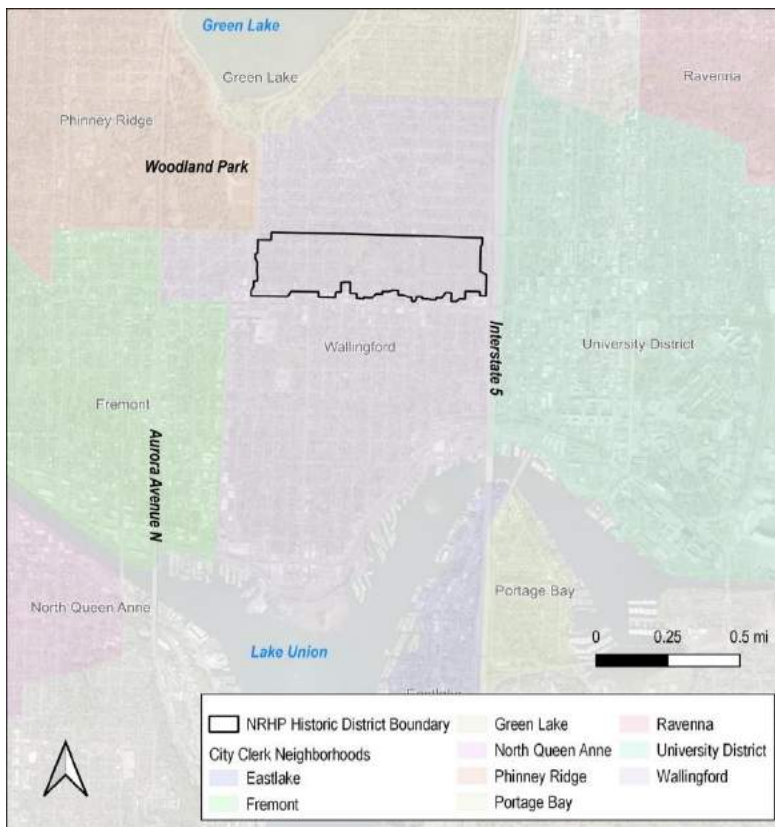 Green Lake
Green Lake
Ravenna
Phinney Ridge
Woodland Park
Wallingford
Interstate 5
University District
Fremont
Aurora Avenue N
North Queen Anne
Portage Bay
Lake Union
0 0.25 0.5 mi
Eastlake
NRHP Historic District Boundary
City Clerk Neighborhoods
Eastlake
Fremont
Green Lake
North Queen Anne
Phinney Ridge
Portage Bay
Ravenna
University District
Wallingford